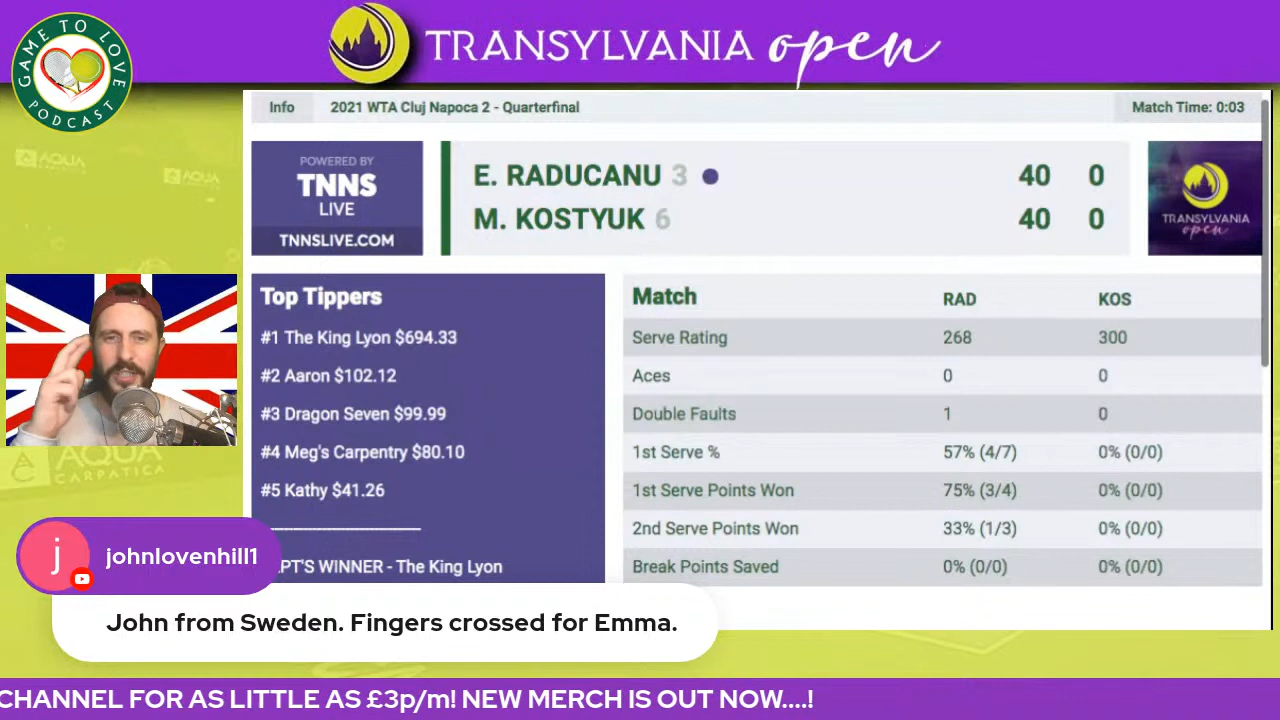 GAME TO LOVE
PODCAST
TRANSYLVANIA open
Info 2021 WTA Cluj Napoca 2 - Quarterfinal Match Time: 0:03
POWERED BY
TNNS
LIVE
TNNSLIVE.COM
E. RADUCANU 3 40 0
M. KOSTYUK 6 40 0
TRANSYLVANIA
open
Top Tippers
#1 The King Lyon $694.33
#2 Aaron $102.12
#3 Dragon Seven $99.99
#4 Meg's Carpentry $80.10
#5 Kathy $41.26
PT'S WINNER - The King Lyon
Match RAD KOS
Serve Rating 268 300
Aces 0 0
Double Faults 1 0
1st Serve % 57% (4/7) 0% (0/0)
1st Serve Points Won 75% (3/4) 0% (0/0)
2nd Serve Points Won 33% (1/3) 0% (0/0)
Break Points Saved 0% (0/0) 0% (0/0)
AQUA
AQUA
AQUA
CARPATICA
j johnlovenhill1
John from Sweden. Fingers crossed for Emma.
CHANNEL FOR AS LITTLE AS £3p/m! NEW MERCH IS OUT NOW....!